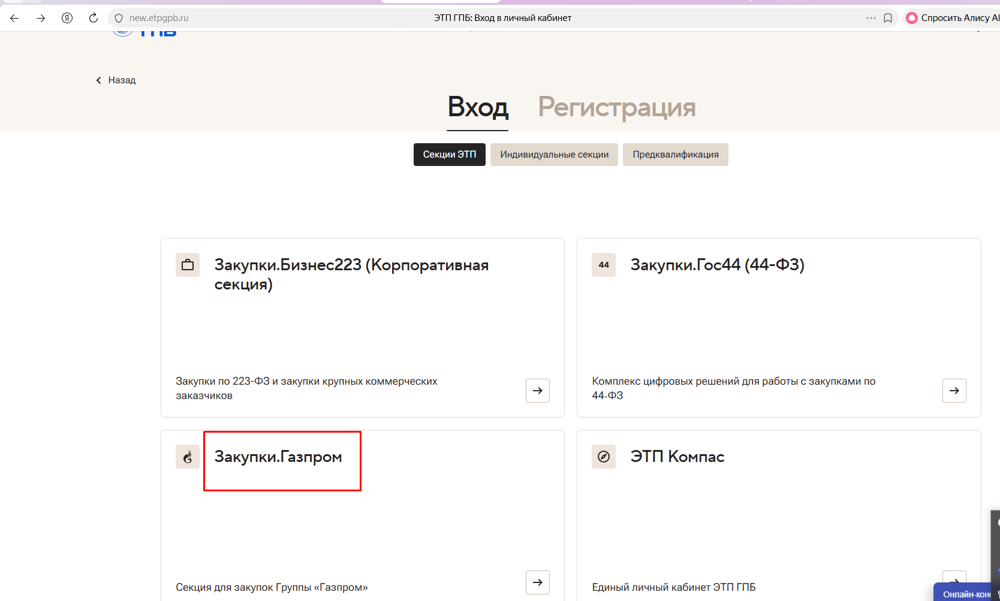 new.etpgpb.ru
ЭТП ГПБ: Вход в личный кабинет
Спросить Алису AI
ГПБ
Назад
Вход
Регистрация
Секции ЭТП
Индивидуальные секции
Предквалификация
Закупки.Бизнес223 (Корпоративная
секция)
Закупки по 223-ФЗ и закупки крупных коммерческих
заказчиков
44
Закупки.Гос44 (44-ФЗ)
Комплекс цифровых решений для работы с закупками по
44-ФЗ
Закупки.Газпром
Секция для закупок Группы «Газпром»
ЭТП Компас
Единый личный кабинет ЭТП ГПБ
Онлайн-кон